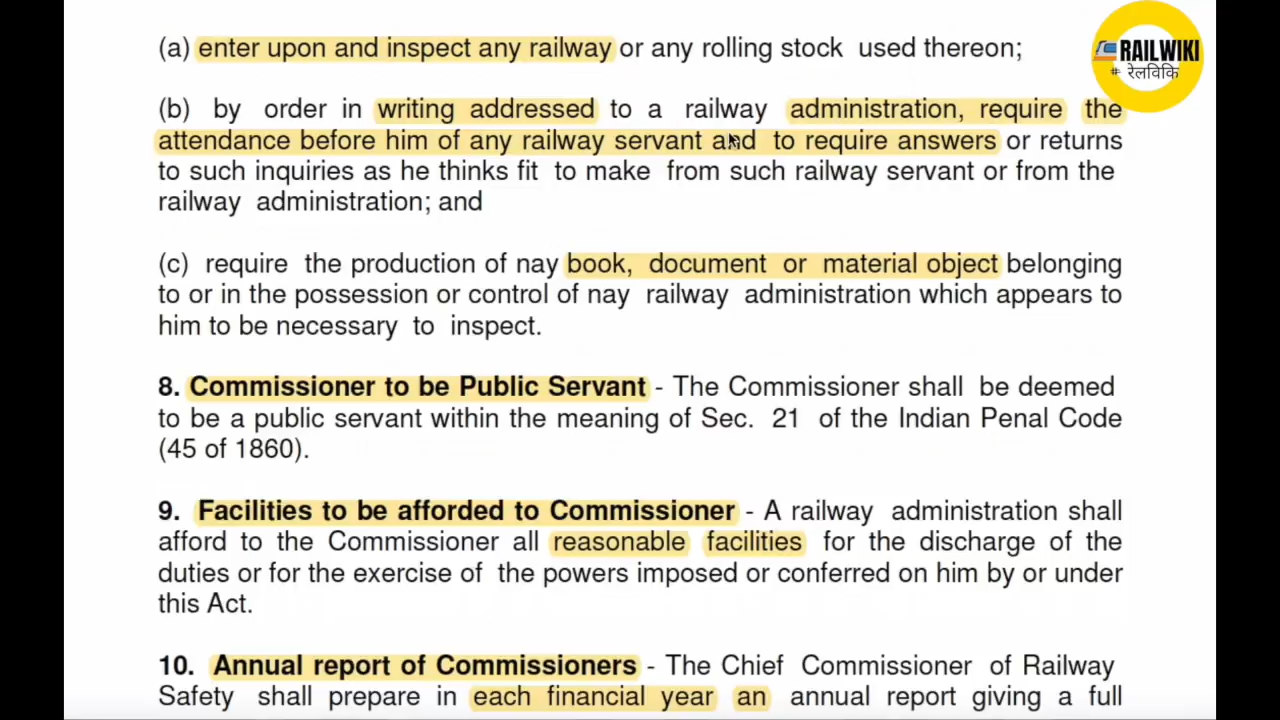 (a) enter upon and inspect any railway or any rolling stock used thereon;
RAILWIKI
# रेलविकि
(b) by order in writing addressed to a railway administration, require the
attendance before him of any railway servant and to require answers or returns
to such inquiries as he thinks fit to make from such railway servant or from the
railway administration; and
(c) require the production of nay book, document or material object belonging
to or in the possession or control of nay railway administration which appears to
him to be necessary to inspect.
8. Commissioner to be Public Servant - The Commissioner shall be deemed
to be a public servant within the meaning of Sec. 21 of the Indian Penal Code
(45 of 1860).
9. Facilities to be afforded to Commissioner - A railway administration shall
afford to the Commissioner all reasonable facilities for the discharge of the
duties or for the exercise of the powers imposed or conferred on him by or under
this Act.
10. Annual report of Commissioners - The Chief Commissioner of Railway
Safety shall prepare in each financial year an annual report giving a full